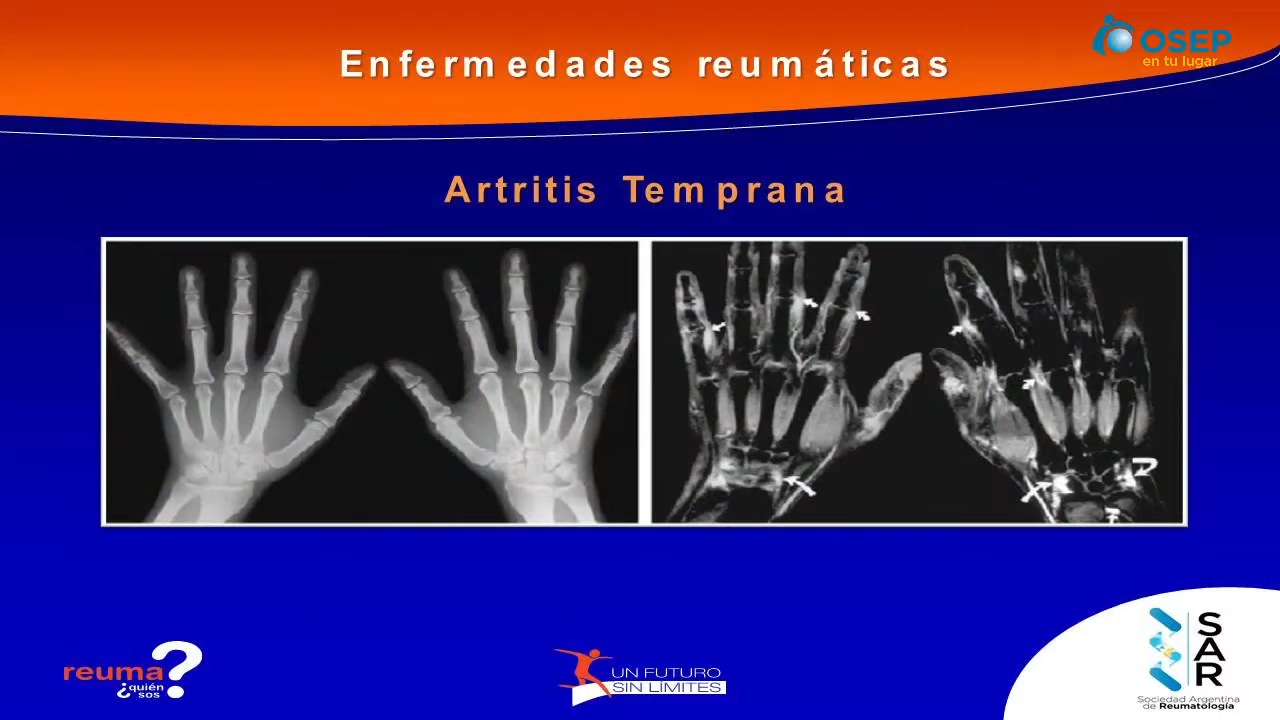 Enfermedades reumáticas
OSEP
en tu lugar
Artritis Temprana
reuma?
¿quién
sos
UN FUTURO
SIN LÍMITES
SAR
Sociedad Argentina
de Reumatología